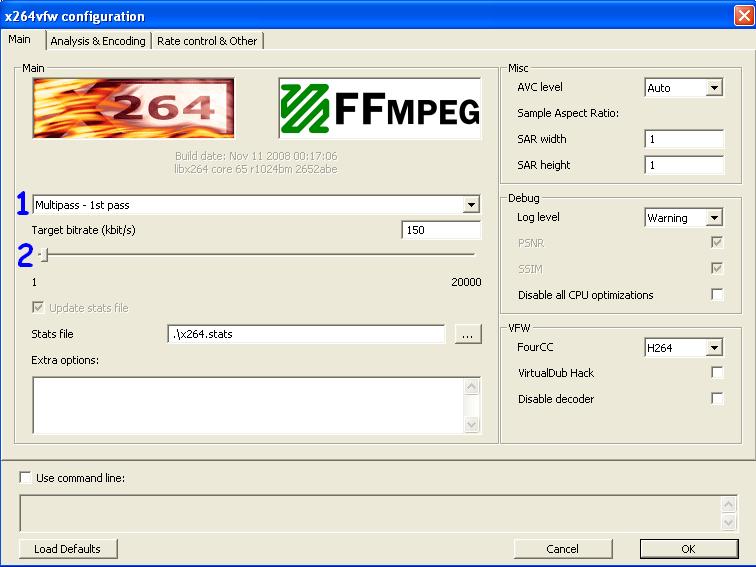 x264vfw configuration
Main
Analysis & Encoding
Rate control & Other
Main
264
FFMPEG
Build date: Nov 11 2008 00:17:06
libx264 core 65 r1024bm 2652abe
1
Multipass - 1st pass
Target bitrate (kbit/s)
150
2
1
20000
Update stats file
Stats file
.\x264.stats
...
Extra options:
Misc
AVC level
Auto
Sample Aspect Ratio:
SAR width
1
SAR height
1
Debug
Log level
Warning
PSNR
SSIM
Disable all CPU optimizations
VFW
FourCC
H264
VirtualDub Hack
Disable decoder
Use command line:
Load Defaults
Cancel
OK